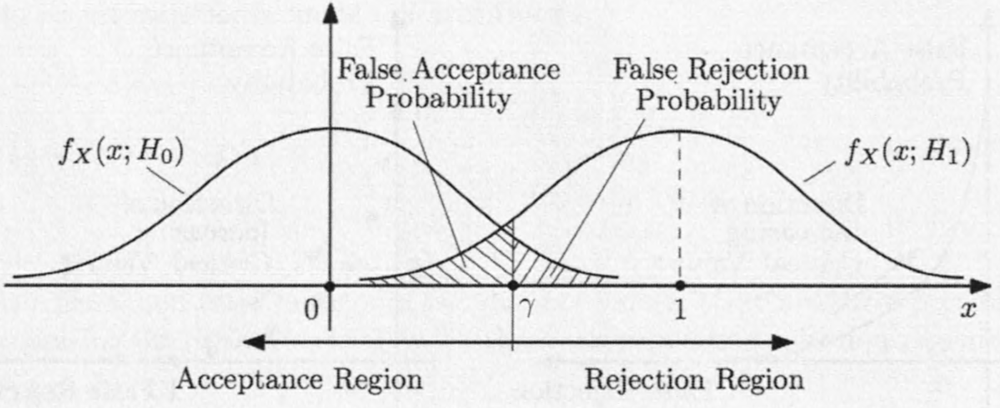 False Acceptance
Probability
False Rejection
Probability
f_X(x; H_0)
f_X(x; H_1)
0
γ
1
x
Acceptance Region
Rejection Region